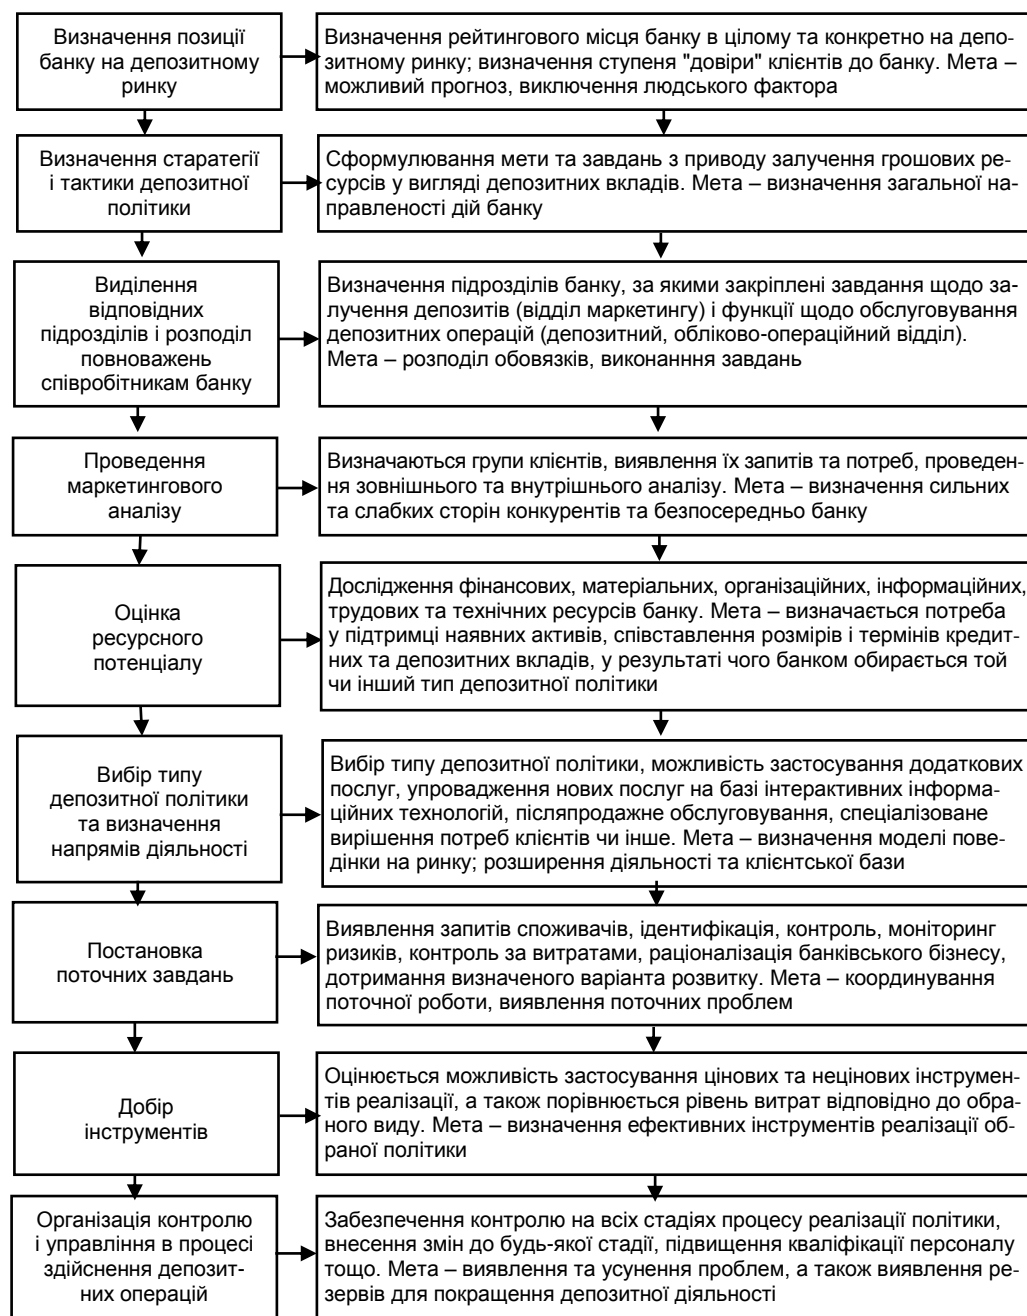 Визначення позиції
банку на депозитному
ринку
Визначення рейтингового місця банку в цілому та конкретно на депо-
зитному ринку; визначення ступеня "довіри" клієнтів до банку. Мета –
можливий прогноз, виключення людського фактора
Визначення старатегії
і тактики депозитної
політики
Сформулювання мети та завдань з приводу залучення грошових ре-
сурсів у вигляді депозитних вкладів. Мета – визначення загальної на-
правленості дій банку
Виділення
відповідних
підрозділів і розподіл
повноважень
співробітникам банку
Визначення підрозділів банку, за якими закріплені завдання щодо за-
лучення депозитів (відділ маркетингу) і функції щодо обслуговування
депозитних операцій (депозитний, обліково-операційний відділ).
Мета – розподіл обовязків, виконанння завдань
Проведення
маркетингового
аналізу
Визначаються групи клієнтів, виявлення їх запитів та потреб, проведен-
ня зовнішнього та внутрішнього аналізу. Мета – визначення сильних
та слабких сторін конкурентів та безпосередньо банку
Оцінка
ресурсного
потенціалу
Дослідження фінансових, матеріальних, організаційних, інформаційних,
трудових та технічних ресурсів банку. Мета – визначається потреба
у підтримці наявних активів, співставлення розмірів і термінів кредит-
них та депозитних вкладів, у результаті чого банком обирається той
чи інший тип депозитної політики
Вибір типу
депозитної політики
та визначення
напрямів діяльності
Вибір типу депозитної політики, можливість застосування додаткових
послуг, упровадження нових послуг на базі інтерактивних інформа-
ційних технологій, післяпродажне обслуговування, спеціалізоване
вирішення потреб клієнтів чи інше. Мета – визначення моделі пове-
дінки на ринку; розширення діяльності та клієнтської бази
Постановка
поточних завдань
Виявлення запитів споживачів, ідентифікація, контроль, моніторинг
ризиків, контроль за витратами, раціоналізація банківського бізнесу,
дотримання визначеного варіанта розвитку. Мета – координування
поточної роботи, виявлення поточних проблем
Добір
інструментів
Оцінюється можливість застосування цінових та нецінових інструмен-
тів реалізації, а також порівнюється рівень витрат відповідно до обра-
ного виду. Мета – визначення ефективних інструментів реалізації об-
раної політики
Організація контролю
і управління в процесі
здійснення депозит-
них операцій
Забезпечення контролю на всіх стадіях процесу реалізації політики,
внесення змін до будь-якої стадії, підвищення кваліфікації персоналу
тощо. Мета – виявлення та усунення проблем, а також виявлення ре-
зервів для покращення депозитної діяльності